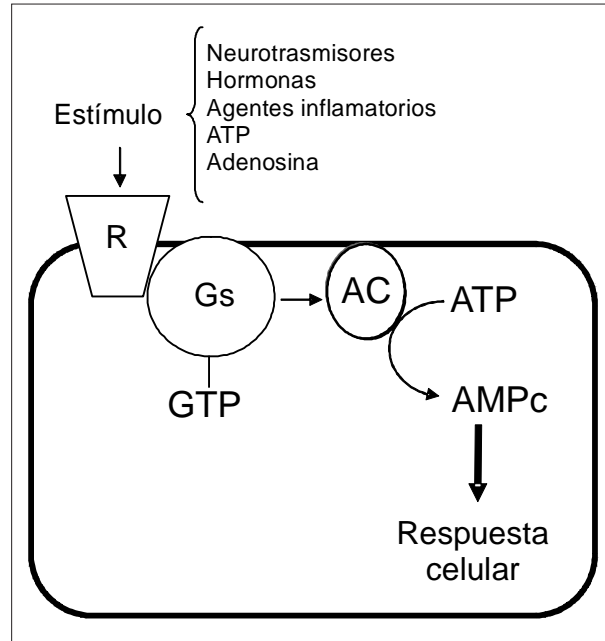 Neurotrasmisores
Hormonas
Agentes inflamatorios
ATP
Adenosina
Estímulo
R
Gs
AC
ATP
GTP
AMPc
Respuesta
celular